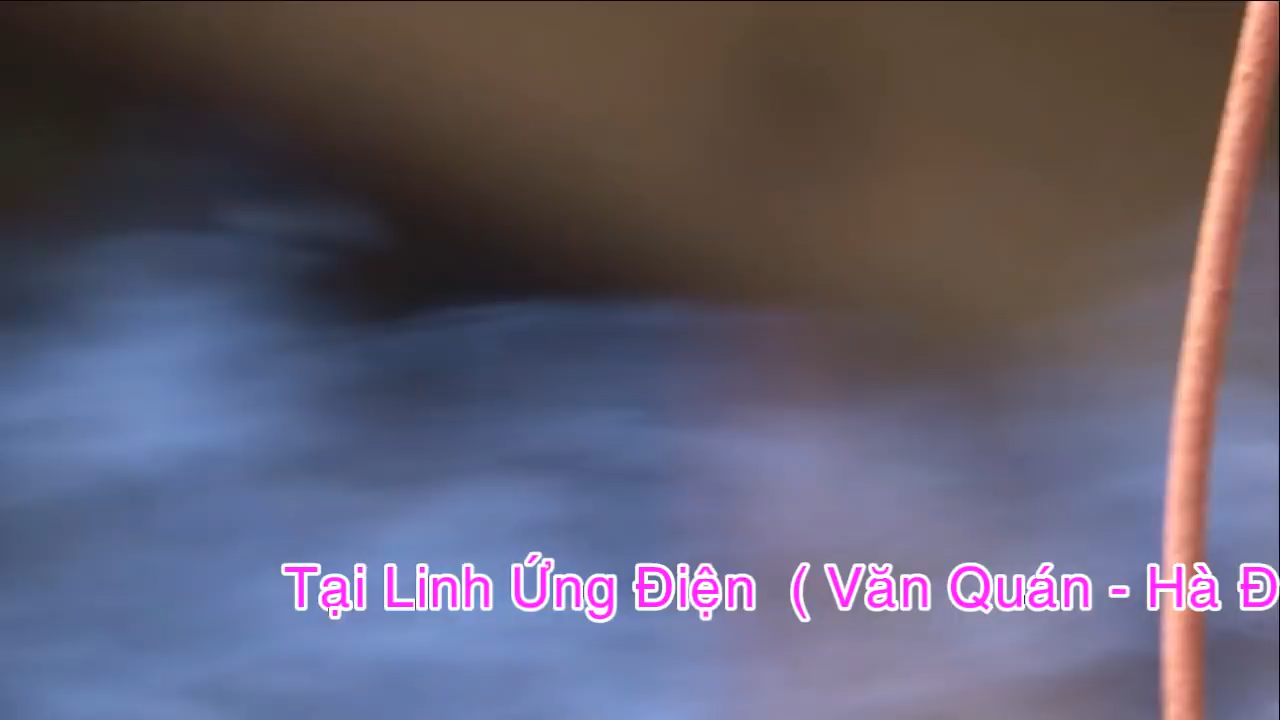 Tại Linh Ứng Điện ( Văn Quán - Hà Đ